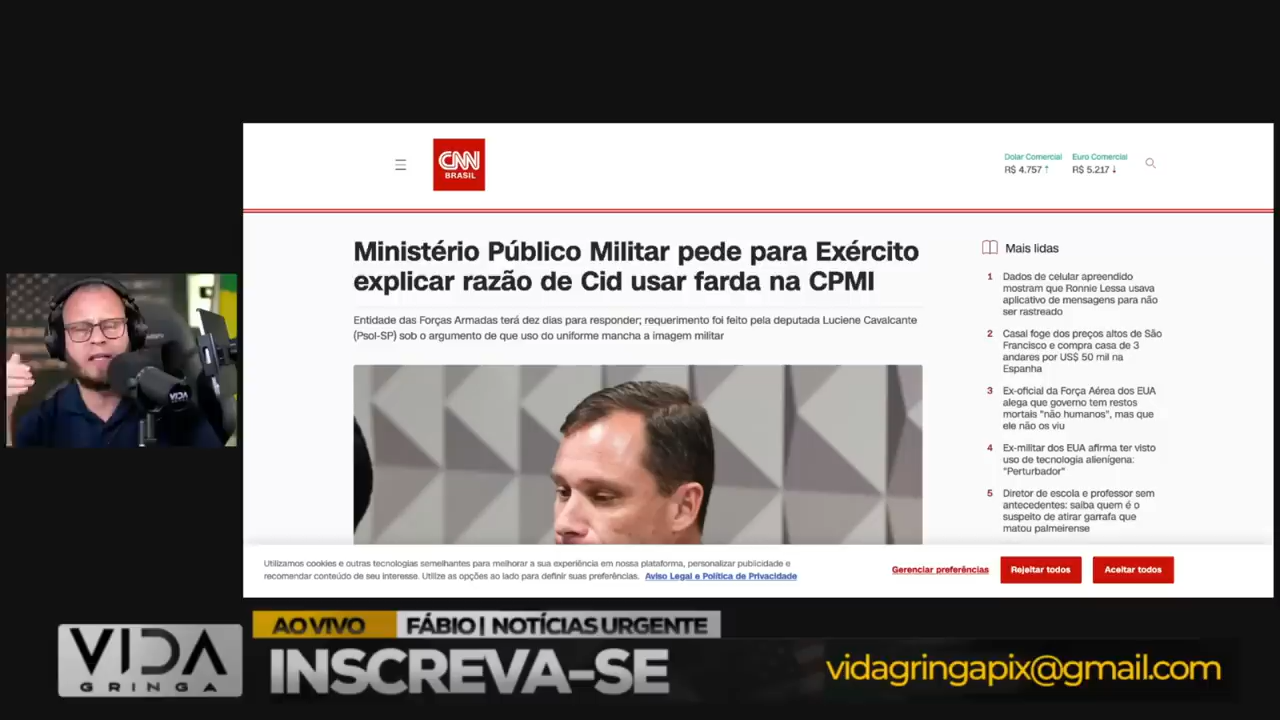 CNN
BRASIL
Dolar Comercial
R$ 4.757 ↑
Euro Comercial
R$ 5.217 ↓
Ministério Público Militar pede para Exército
explicar razão de Cid usar farda na CPMI
Entidade das Forças Armadas terá dez dias para responder; requerimento foi feito pela deputada Luciene Cavalcante
(Psol-SP) sob o argumento de que uso do uniforme mancha a imagem militar
Mais lidas
1 Dados de celular apreendido
mostram que Ronnie Lessa usava
aplicativo de mensagens para não
ser rastreado
2 Casal foge dos preços altos de São
Francisco e compra casa de 3
andares por US$ 50 mil na
Espanha
3 Ex-oficial da Força Aérea dos EUA
alega que governo tem restos
mortais "não humanos", mas que
ele não os viu
4 Ex-militar dos EUA afirma ter visto
uso de tecnologia alienígena:
"Perturbador"
5 Diretor de escola e professor sem
antecedentes: saiba quem é o
suspeito de atirar garrafa que
matou palmeirense
Utilizamos cookies e outras tecnologias semelhantes para melhorar a sua experiência em nossa plataforma, personalizar publicidade e
recomendar conteúdo de seu interesse. Utilize as opções ao lado para definir suas preferências. Aviso Legal e Política de Privacidade
Gerenciar preferências
Rejeitar todos
Aceitar todos
VIDA
AO VIVO
FÁBIO | NOTÍCIAS URGENTE
VIDA
GRINGA
INSCREVA-SE
vidagringapix@gmail.com